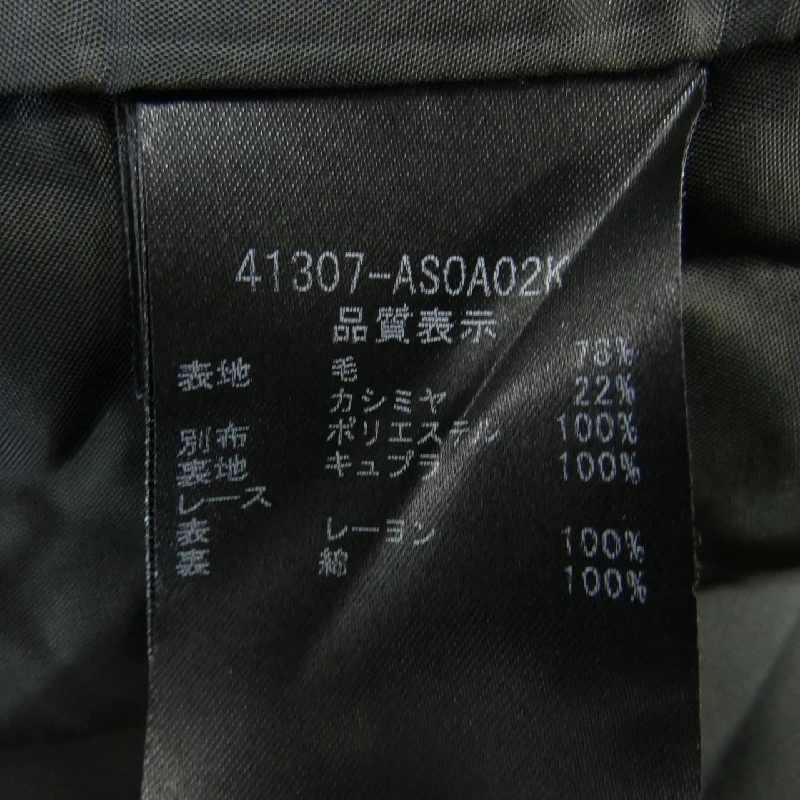 41307-AS0A02K
品質表示
表地 毛 78%
カシミヤ 22%
別布 ポリエステル 100%
裏地 キュプラ 100%
レース
表 レーヨン 100%
裏 綿 100%